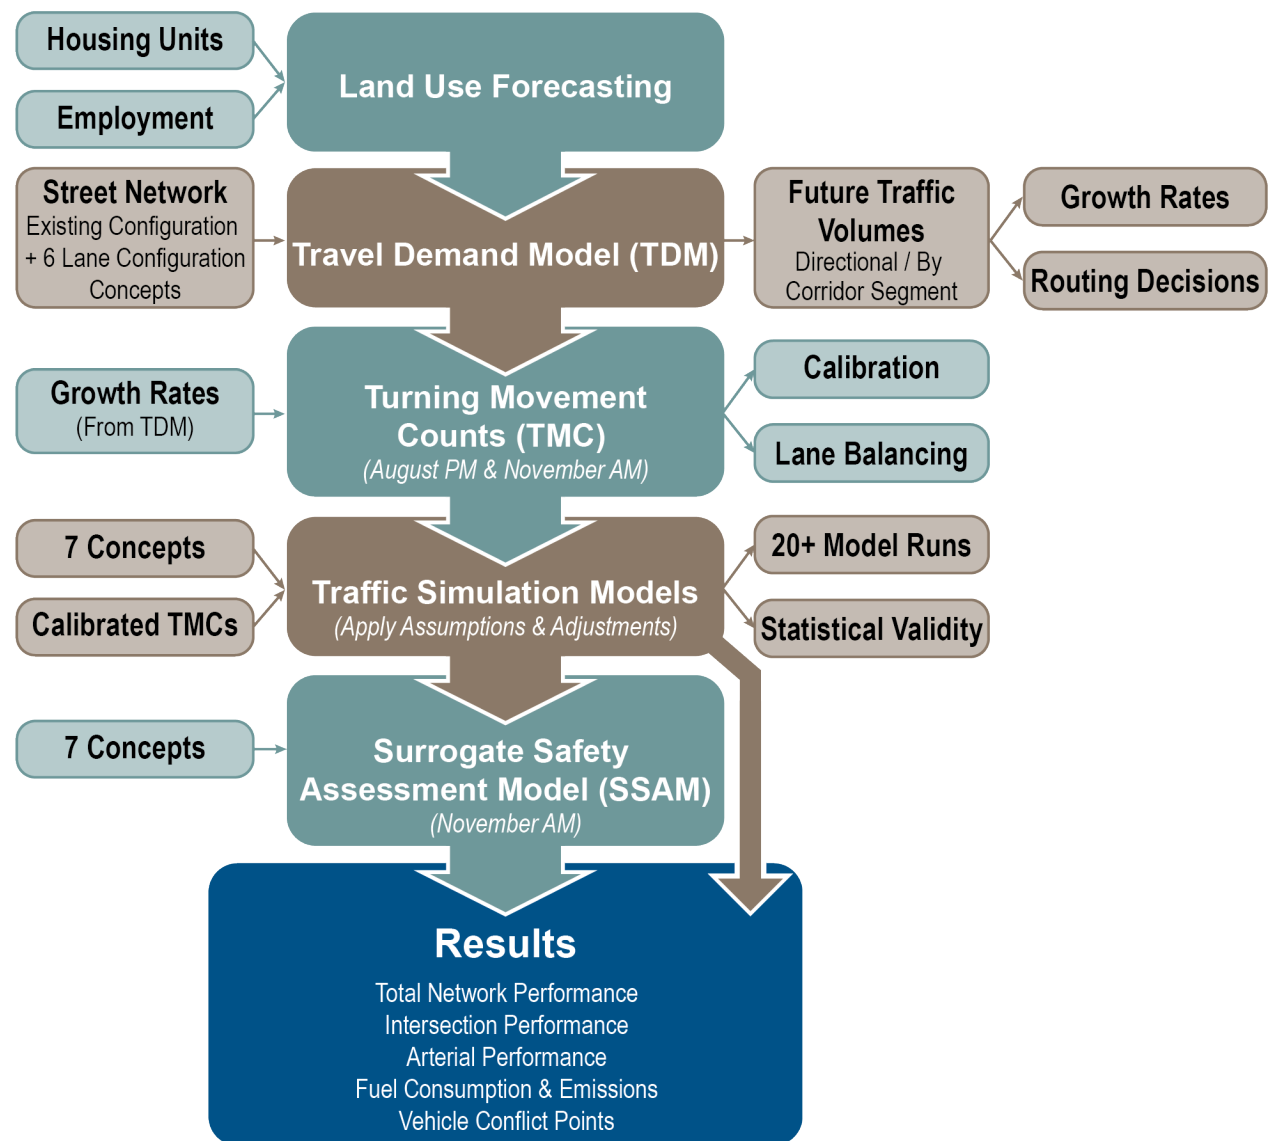 Housing Units
Employment
Land Use Forecasting
Street Network
Existing Configuration
+ 6 Lane Configuration
Concepts
Travel Demand Model (TDM)
Future Traffic
Volumes
Directional / By
Corridor Segment
Growth Rates
Routing Decisions
Growth Rates
(From TDM)
Turning Movement
Counts (TMC)
(August PM & November AM)
Calibration
Lane Balancing
7 Concepts
Calibrated TMCs
Traffic Simulation Models
(Apply Assumptions & Adjustments)
20+ Model Runs
Statistical Validity
7 Concepts
Surrogate Safety
Assessment Model (SSAM)
(November AM)
Results
Total Network Performance
Intersection Performance
Arterial Performance
Fuel Consumption & Emissions
Vehicle Conflict Points